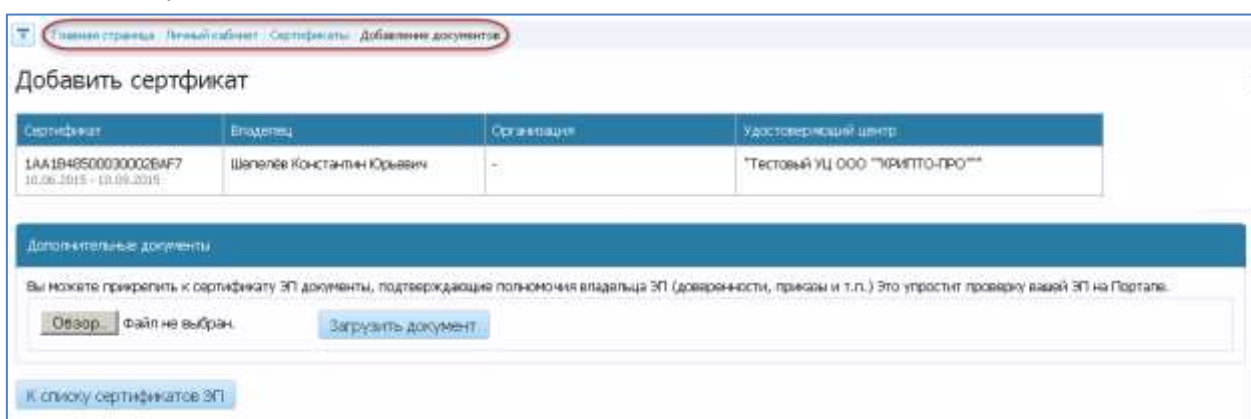 Главная страница Личный кабинет Сертификаты Добавление документов
Добавить сертфикат
Сертификат Владелец Организация Удостоверяющий центр
1AA1B48500030002BAF7 Шепелёв Константин Юрьевич - "Тестовый УЦ ООО ""КРИПТО-ПРО"""
10.06.2015 - 10.09.2015
Дополнительные документы
Вы можете прикрепить к сертификату ЭП документы, подтверждающие полномочия владельца ЭП (доверенности, приказы и т.п.) Это упростит проверку вашей ЭП на Портале.
Обзор... Файл не выбран. Загрузить документ
К списку сертификатов ЭП